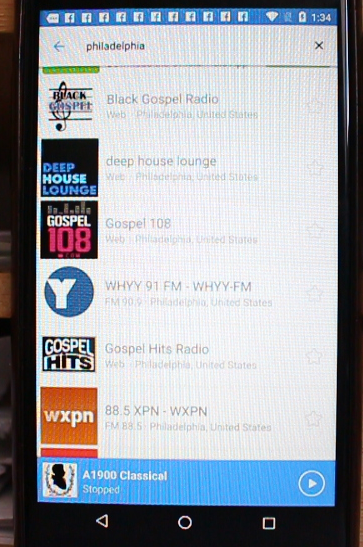 1:34
philadelphia
BLACK GOSPEL
Black Gospel Radio
Web - Philadelphia, United States
DEEP HOUSE LOUNGE
deep house lounge
Web - Philadelphia, United States
GOSPEL 108 .COM
Gospel 108
Web - Philadelphia, United States
Y
WHYY 91 FM - WHYY-FM
FM 90.9 - Philadelphia, United States
GOSPEL HITS
Gospel Hits Radio
Web - Philadelphia, United States
wxpn
88.5 XPN - WXPN
FM 88.5 - Philadelphia, United States
A1900 Classical
Stopped